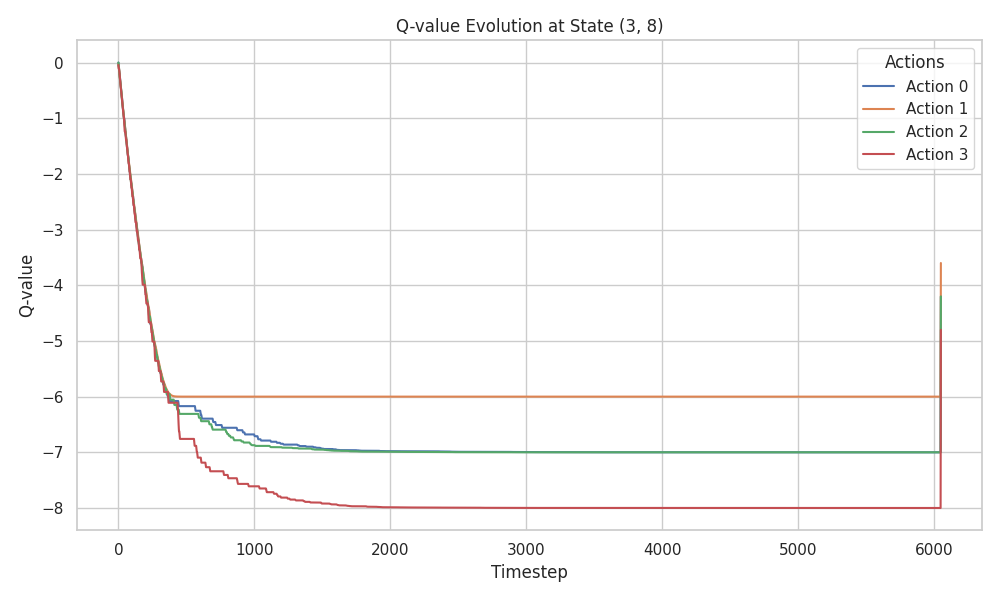 Q-value Evolution at State (3, 8)
Actions
Action 0
Action 1
Action 2
Action 3
Q-value
0
−1
−2
−3
−4
−5
−6
−7
−8
0 1000 2000 3000 4000 5000 6000
Timestep